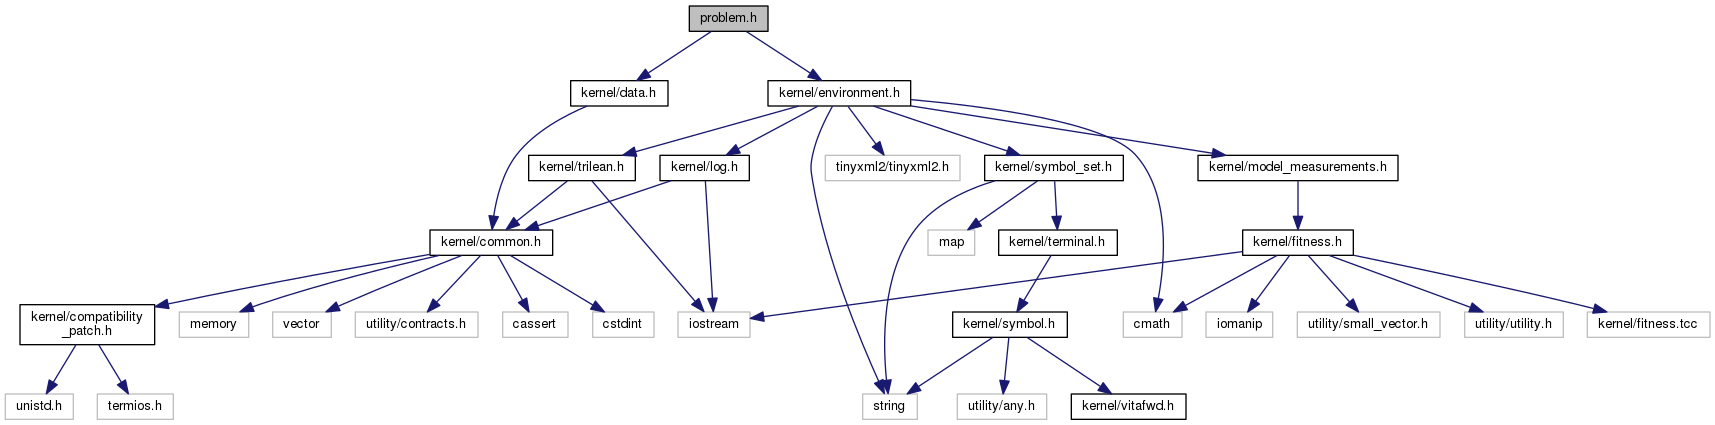 problem.h
kernel/data.h
kernel/environment.h
kernel/trilean.h
kernel/log.h
tinyxml2/tinyxml2.h
kernel/symbol_set.h
kernel/model_measurements.h
kernel/common.h
map
kernel/terminal.h
kernel/fitness.h
kernel/compatibility
_patch.h
memory
vector
utility/contracts.h
cassert
cstdint
iostream
kernel/symbol.h
cmath
iomanip
utility/small_vector.h
utility/utility.h
kernel/fitness.tcc
unistd.h
termios.h
string
utility/any.h
kernel/vitafwd.h